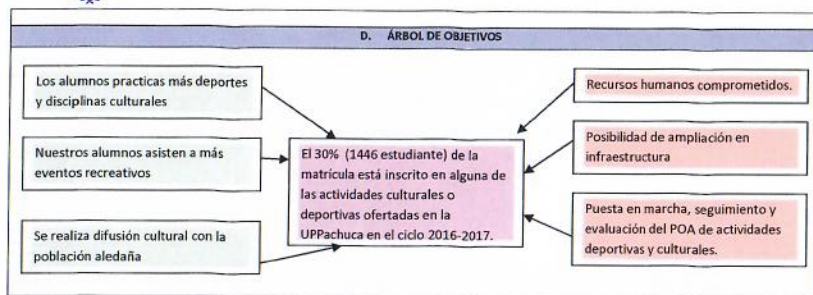 D. ÁRBOL DE OBJETIVOS
Los alumnos practicas más deportes
y disciplinas culturales
Nuestros alumnos asisten a más
eventos recreativos
Se realiza difusión cultural con la
población aledaña
El 30% (1446 estudiante) de la
matrícula está inscrito en alguna de
las actividades culturales o
deportivas ofertadas en la
UPPachuca en el ciclo 2016-2017.
Recursos humanos comprometidos.
Posibilidad de ampliación en
infraestructura
Puesta en marcha, seguimiento y
evaluación del POA de actividades
deportivas y culturales.